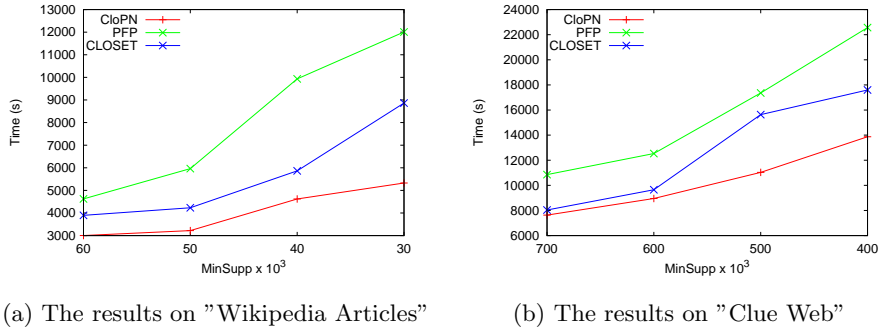 CloPN
PFP
CLOSET
12000
11000
10000
9000
8000
7000
6000
5000
4000
3000
Time (s)
60
50
40
30
MinSupp x 10³
(a) The results on ”Wikipedia Articles”
CloPN
PFP
CLOSET
24000
22000
20000
18000
16000
14000
12000
10000
8000
6000
Time (s)
700
600
500
400
MinSupp x 10³
(b) The results on ”Clue Web”